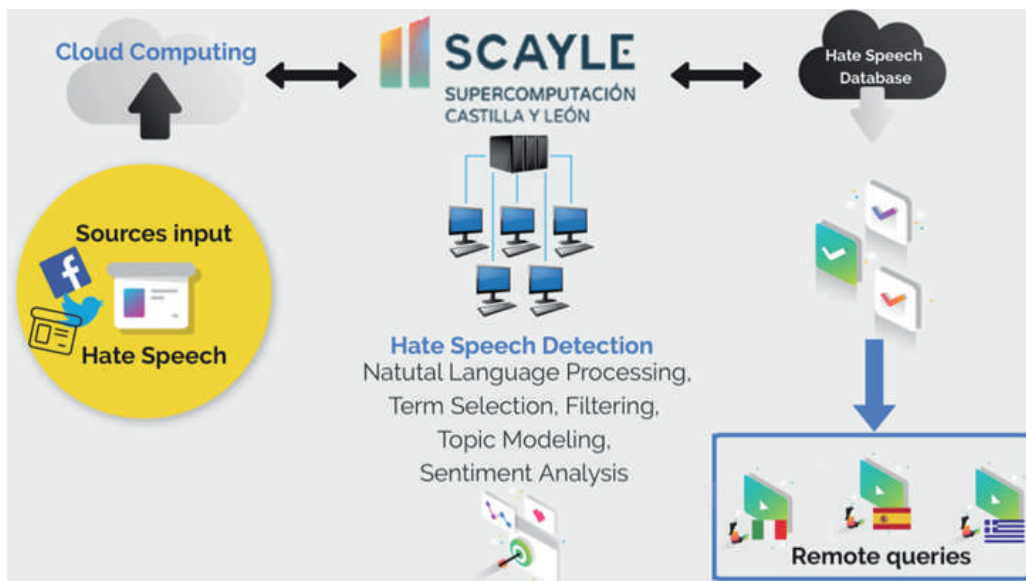 Cloud Computing
SCAYLE
SUPERCOMPUTACIÓN
CASTILLA Y LEÓN
Hate Speech
Database
Sources input
Hate Speech
Hate Speech Detection
Natutal Language Processing,
Term Selection, Filtering,
Topic Modeling,
Sentiment Analysis
Remote queries